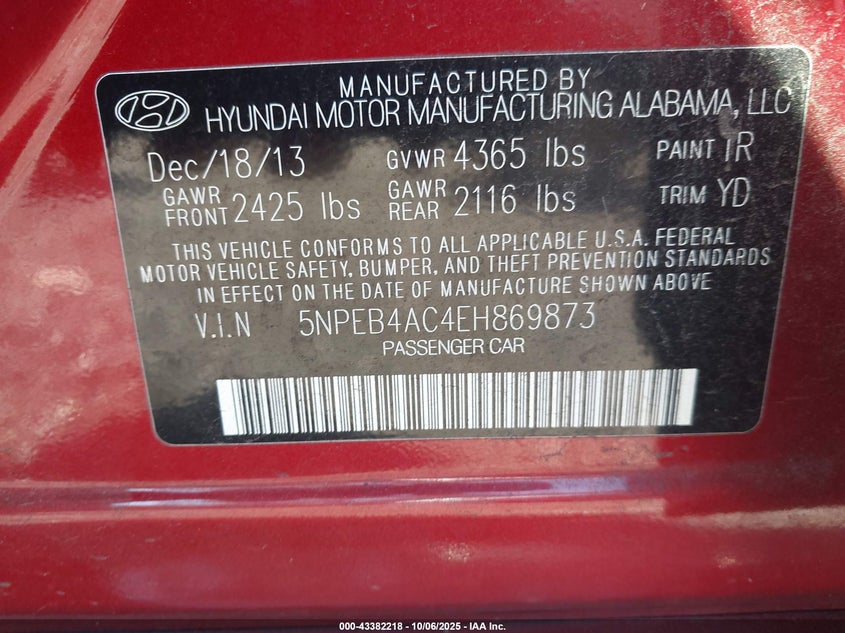 MANUFACTURED BY
HYUNDAI MOTOR MANUFACTURING ALABAMA, LLC
Dec/18/13 GVWR 4365 lbs PAINT IR
GAWR FRONT 2425 lbs GAWR REAR 2116 lbs TRIM YD
THIS VEHICLE CONFORMS TO ALL APPLICABLE U.S.A. FEDERAL
MOTOR VEHICLE SAFETY, BUMPER, AND THEFT PREVENTION STANDARDS
IN EFFECT ON THE DATE OF MANUFACTURE SHOWN ABOVE
V.I.N 5NPEB4AC4EH869873
PASSENGER CAR
000-43382218 - 10/06/2025 - IAA Inc.